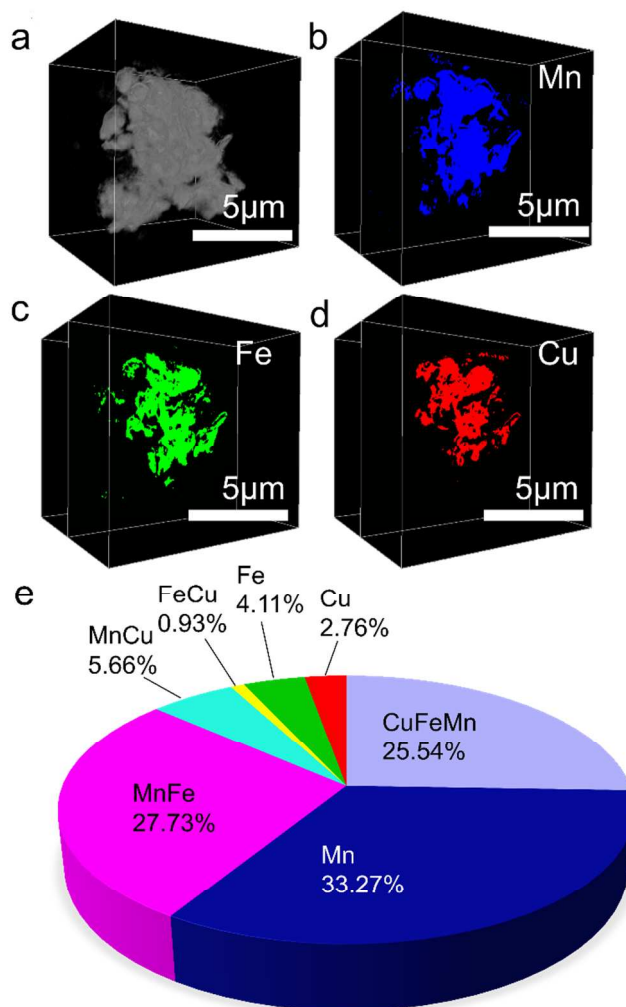 a
5µm
b
Mn
5µm
c
Fe
5µm
d
Cu
5µm
e
Fe
4.11%
FeCu
0.93%
Cu
2.76%
MnCu
5.66%
CuFeMn
25.54%
MnFe
27.73%
Mn
33.27%